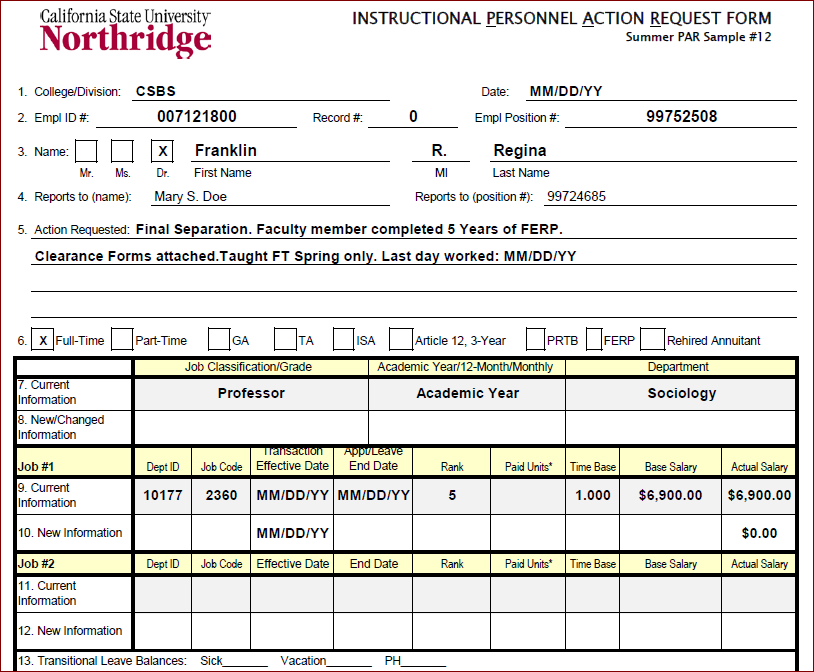 California State University
Northridge
INSTRUCTIONAL PERSONNEL ACTION REQUEST FORM
Summer PAR Sample #12
1. College/Division: CSBS Date: MM/DD/YY
2. Empl ID #: 007121800 Record #: 0 Empl Position #: 99752508
3. Name: X Franklin R. Regina
Mr. Ms. Dr. First Name MI Last Name
4. Reports to (name): Mary S. Doe Reports to (position #): 99724685
5. Action Requested: Final Separation. Faculty member completed 5 Years of FERP.
Clearance Forms attached.Taught FT Spring only. Last day worked: MM/DD/YY
6. X Full-Time Part-Time GA TA ISA Article 12, 3-Year PRTB FERP Rehired Annuitant
Job Classification/Grade Academic Year/12-Month/Monthly Department
7. Current Information Professor Academic Year Sociology
8. New/Changed Information
Job #1 Dept ID Job Code Transaction Effective Date Appt/Leave End Date Rank Paid Units* Time Base Base Salary Actual Salary
9. Current Information 10177 2360 MM/DD/YY MM/DD/YY 5 1.000 $6,900.00 $6,900.00
10. New Information MM/DD/YY $0.00
Job #2 Dept ID Job Code Effective Date End Date Rank Paid Units* Time Base Base Salary Actual Salary
11. Current Information
12. New Information
13. Transitional Leave Balances: Sick_______ Vacation_______ PH_______